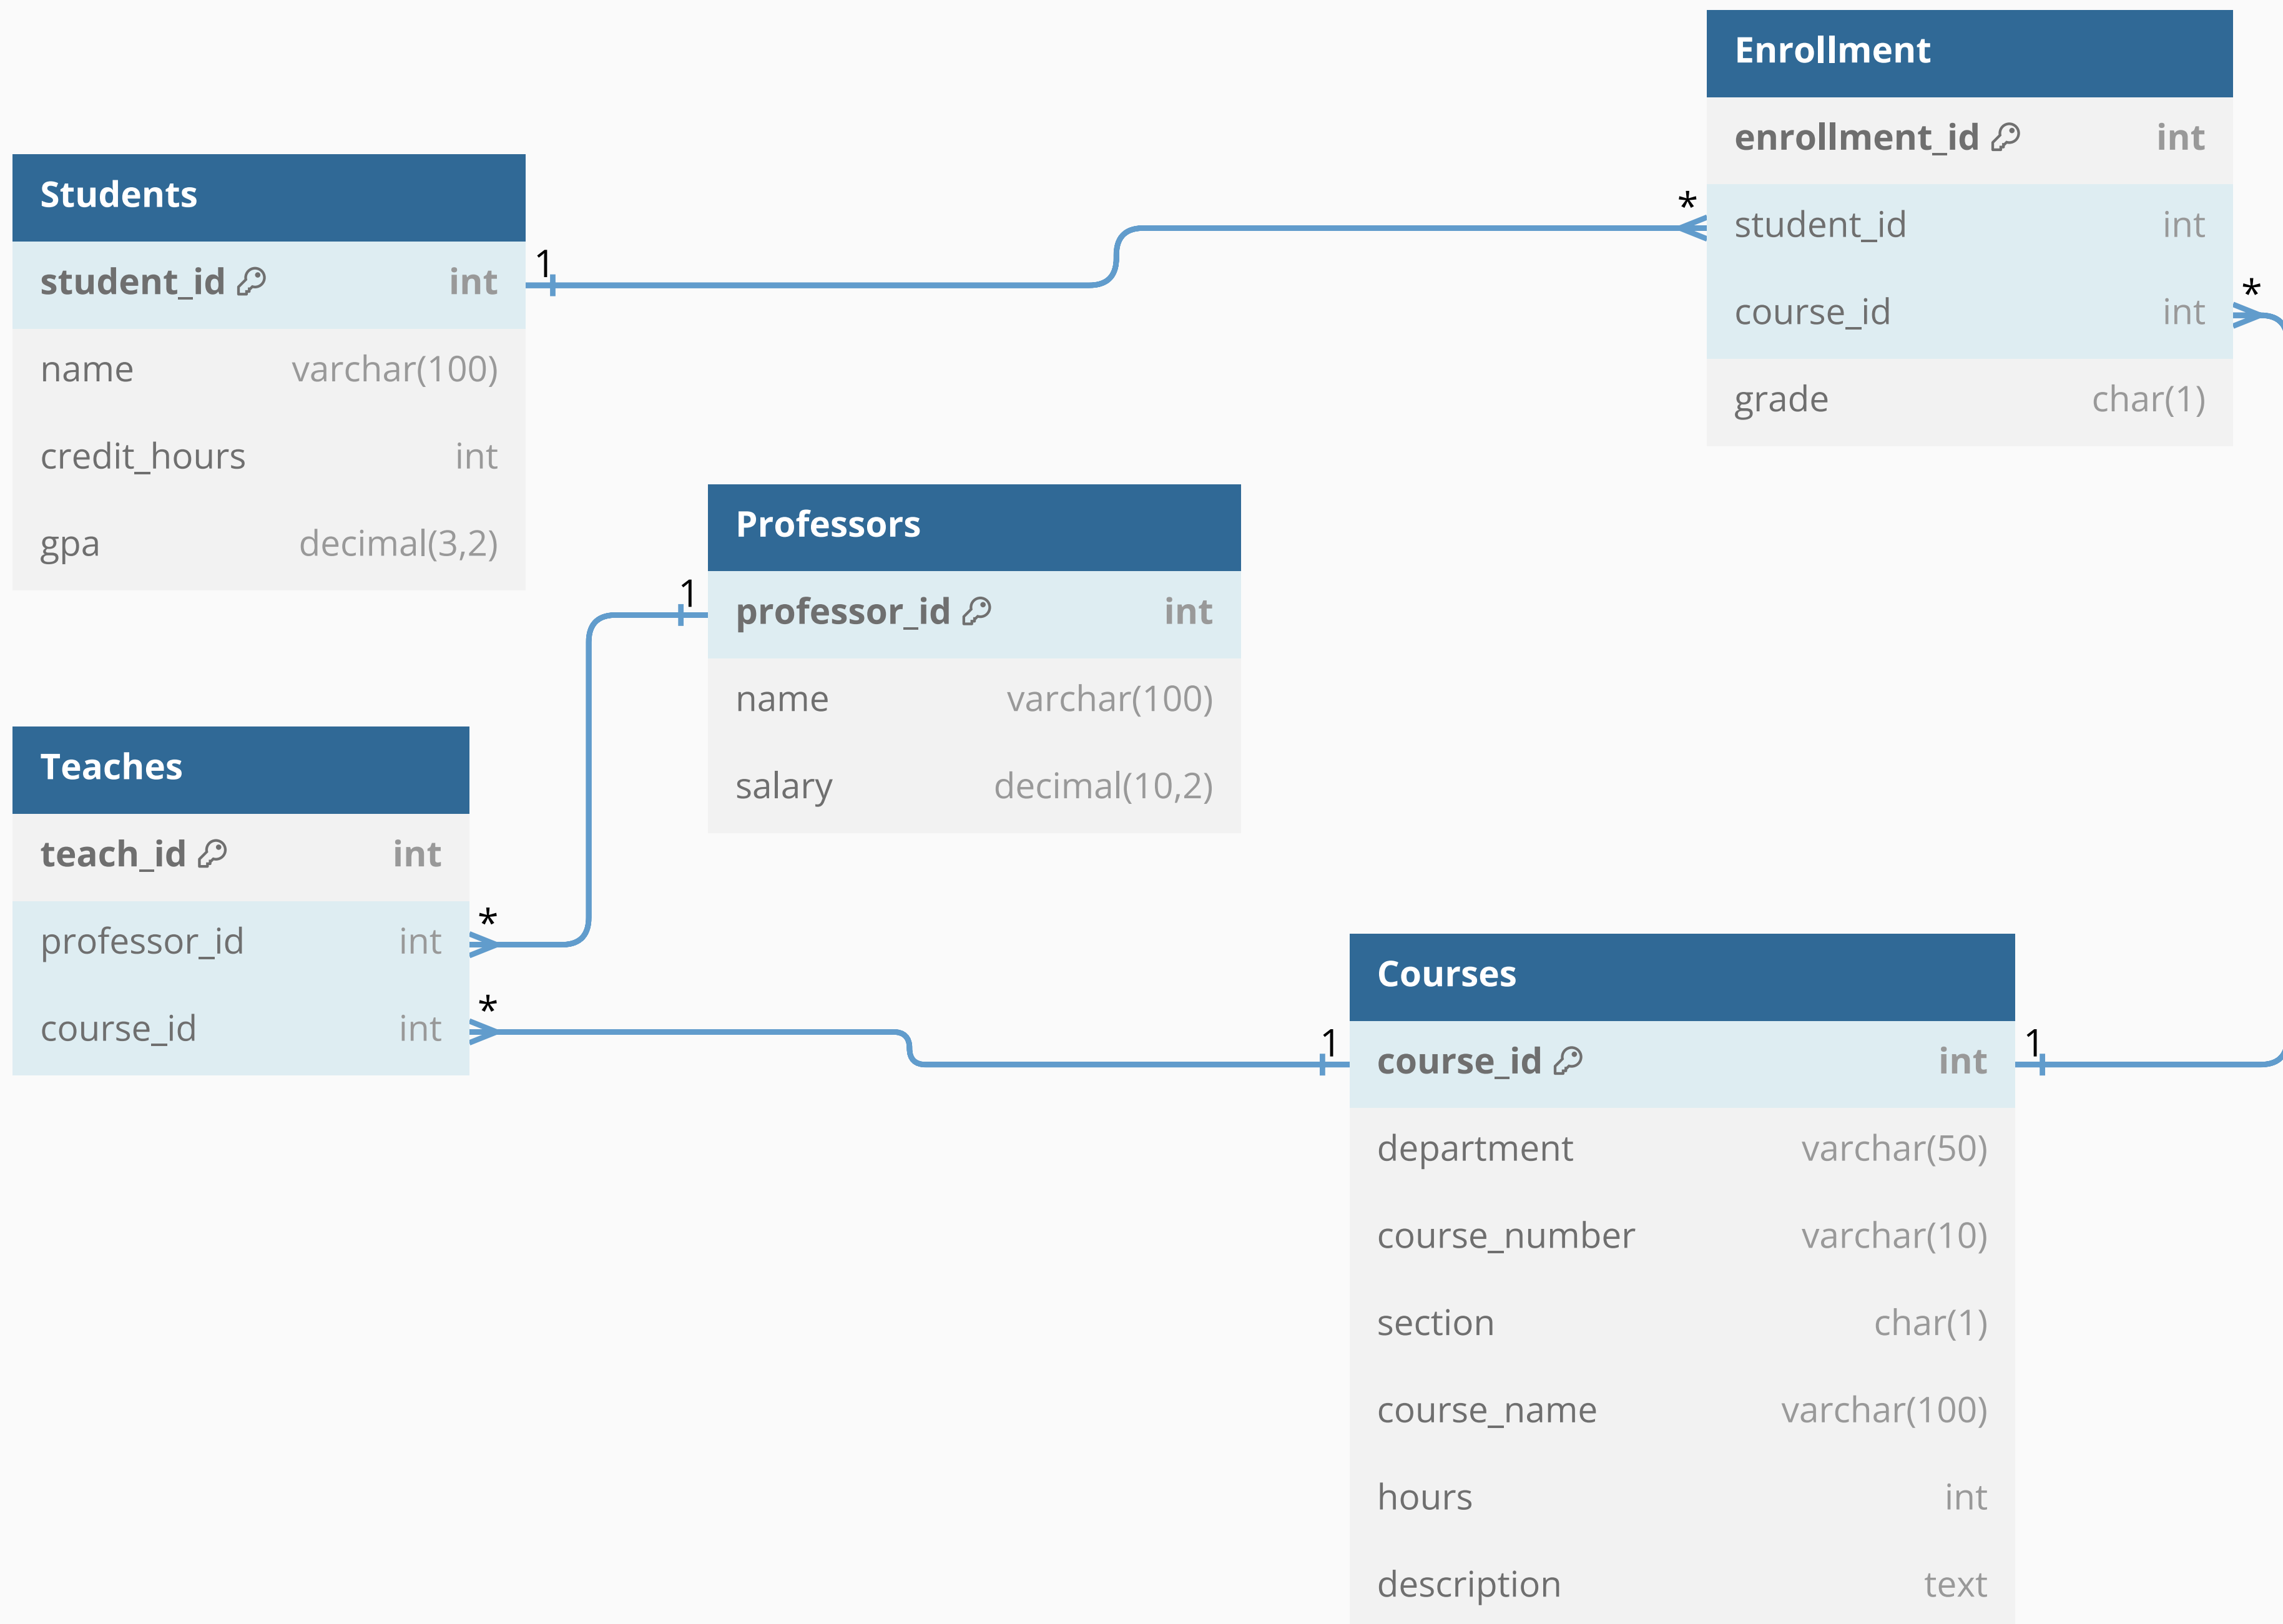 Students
student_id int
name varchar(100)
credit_hours int
gpa decimal(3,2)
1
*
Enrollment
enrollment_id int
student_id int
course_id int
grade char(1)
*
Professors
professor_id int
name varchar(100)
salary decimal(10,2)
1
Teaches
teach_id int
professor_id int
course_id int
*
*
1
Courses
course_id int
department varchar(50)
course_number varchar(10)
section char(1)
course_name varchar(100)
hours int
description text
1